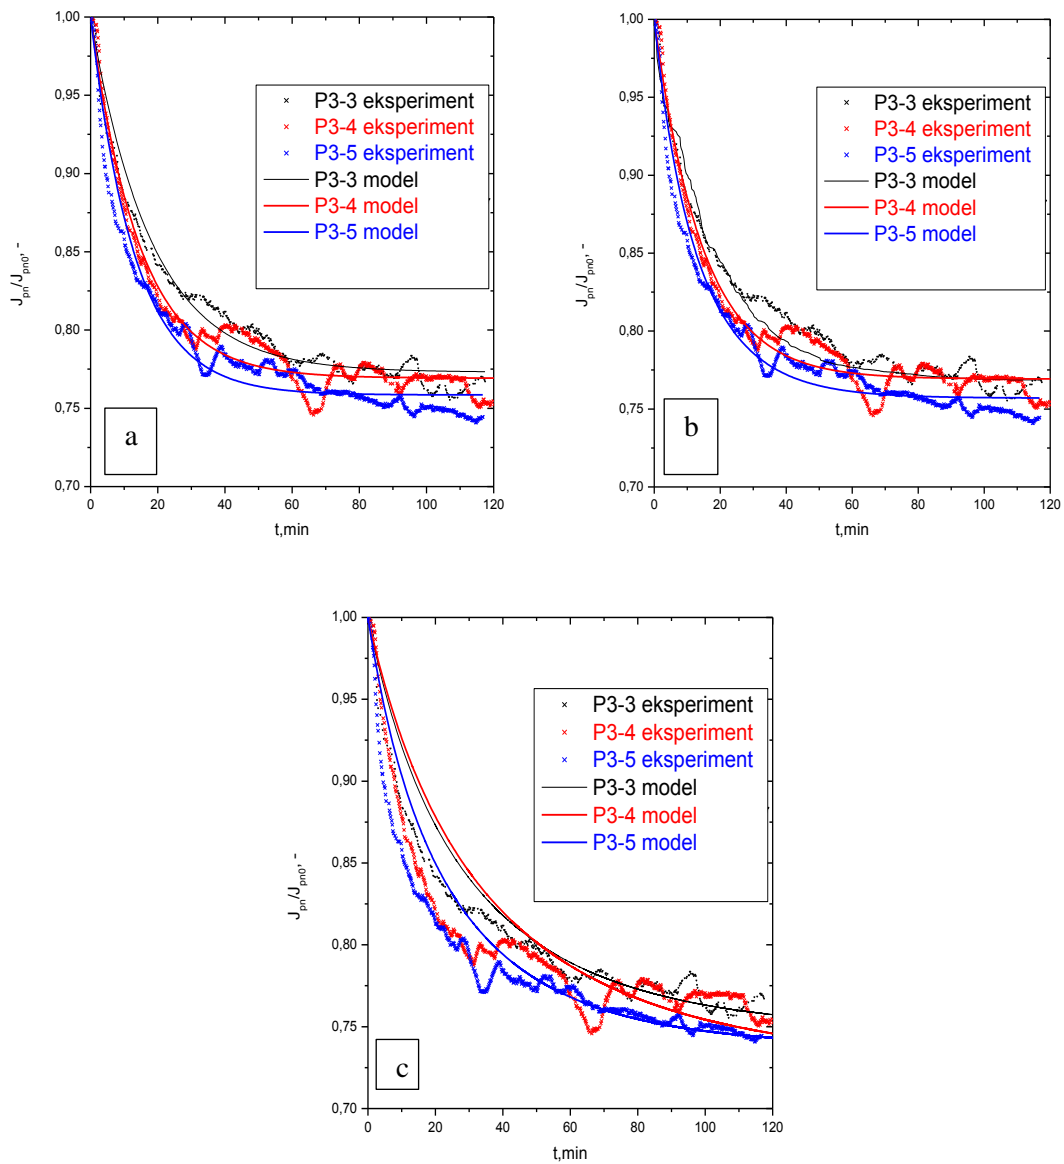 1,00
0,95
0,90
0,85
0,80
0,75
0,70
J_pn/J_pn0, -
P3-3 eksperiment
P3-4 eksperiment
P3-5 eksperiment
P3-3 model
P3-4 model
P3-5 model
a
0 20 40 60 80 100 120
t,min
1,00
0,95
0,90
0,85
0,80
0,75
0,70
J_pn/J_pn0, -
P3-3 eksperiment
P3-4 eksperiment
P3-5 eksperiment
P3-3 model
P3-4 model
P3-5 model
b
0 20 40 60 80 100 120
t,min
1,00
0,95
0,90
0,85
0,80
0,75
0,70
J_pn/J_pn0, -
P3-3 eksperiment
P3-4 eksperiment
P3-5 eksperiment
P3-3 model
P3-4 model
P3-5 model
c
0 20 40 60 80 100 120
t,min